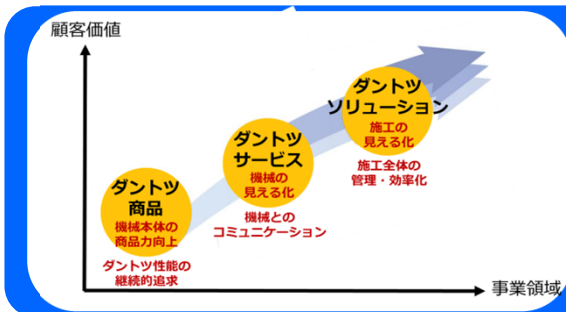 顧客価値
ダントツ
ソリューション
施工の
見える化
施工全体の
管理・効率化
ダントツ
サービス
機械の
見える化
機械との
コミュニケーション
ダントツ
商品
機械本体の
商品力向上
ダントツ性能の
継続的追求
事業領域